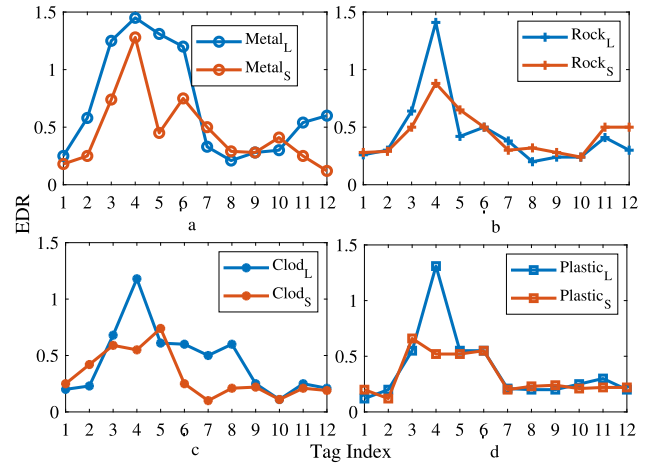 1.5
1
0.5
0
Metal_L
Metal_S
1 2 3 4 5 6 7 8 9 10 11 12
a
1.5
1
0.5
0
Rock_L
Rock_S
1 2 3 4 5 6 7 8 9 10 11 12
b
EDR
1.5
1
0.5
0
Clod_L
Clod_S
1 2 3 4 5 6 7 8 9 10 11 12
c
1.5
1
0.5
0
Plastic_L
Plastic_S
1 2 3 4 5 6 7 8 9 10 11 12
d
Tag Index